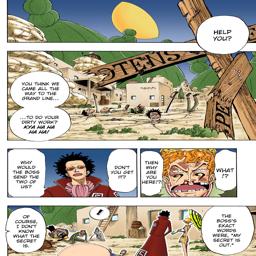 HELP
YOU?
YOU THINK WE
CAME ALL THE
WAY TO THE
GRAND LINE...
...TO DO YOUR
DIRTY WORK?
KYA HA HA
HA HA!
WHY
WOULD
THE BOSS
SEND THE
TWO OF
US?
DON'T
YOU GET
IT?
THEN
WHY
ARE YOU
HERE!?
WHAT
!?
OF
COURSE,
I DON'T
KNOW
WHAT THE
SECRET
IS.
!
THE
BOSS'S
EXACT
WORDS
WERE, "MY
SECRET IS
OUT."